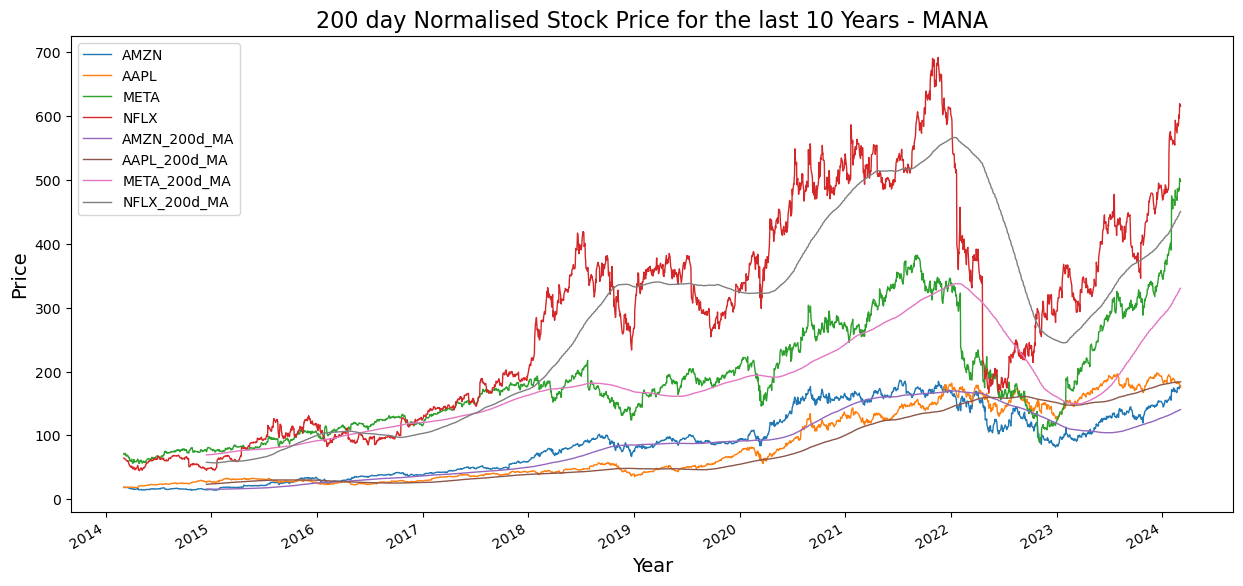 200 day Normalised Stock Price for the last 10 Years - MANA
700
600
500
400
300
200
100
0
Price
AMZN
AAPL
META
NFLX
AMZN_200d_MA
AAPL_200d_MA
META_200d_MA
NFLX_200d_MA
2014
2015
2016
2017
2018
2019
2020
2021
2022
2023
2024
Year